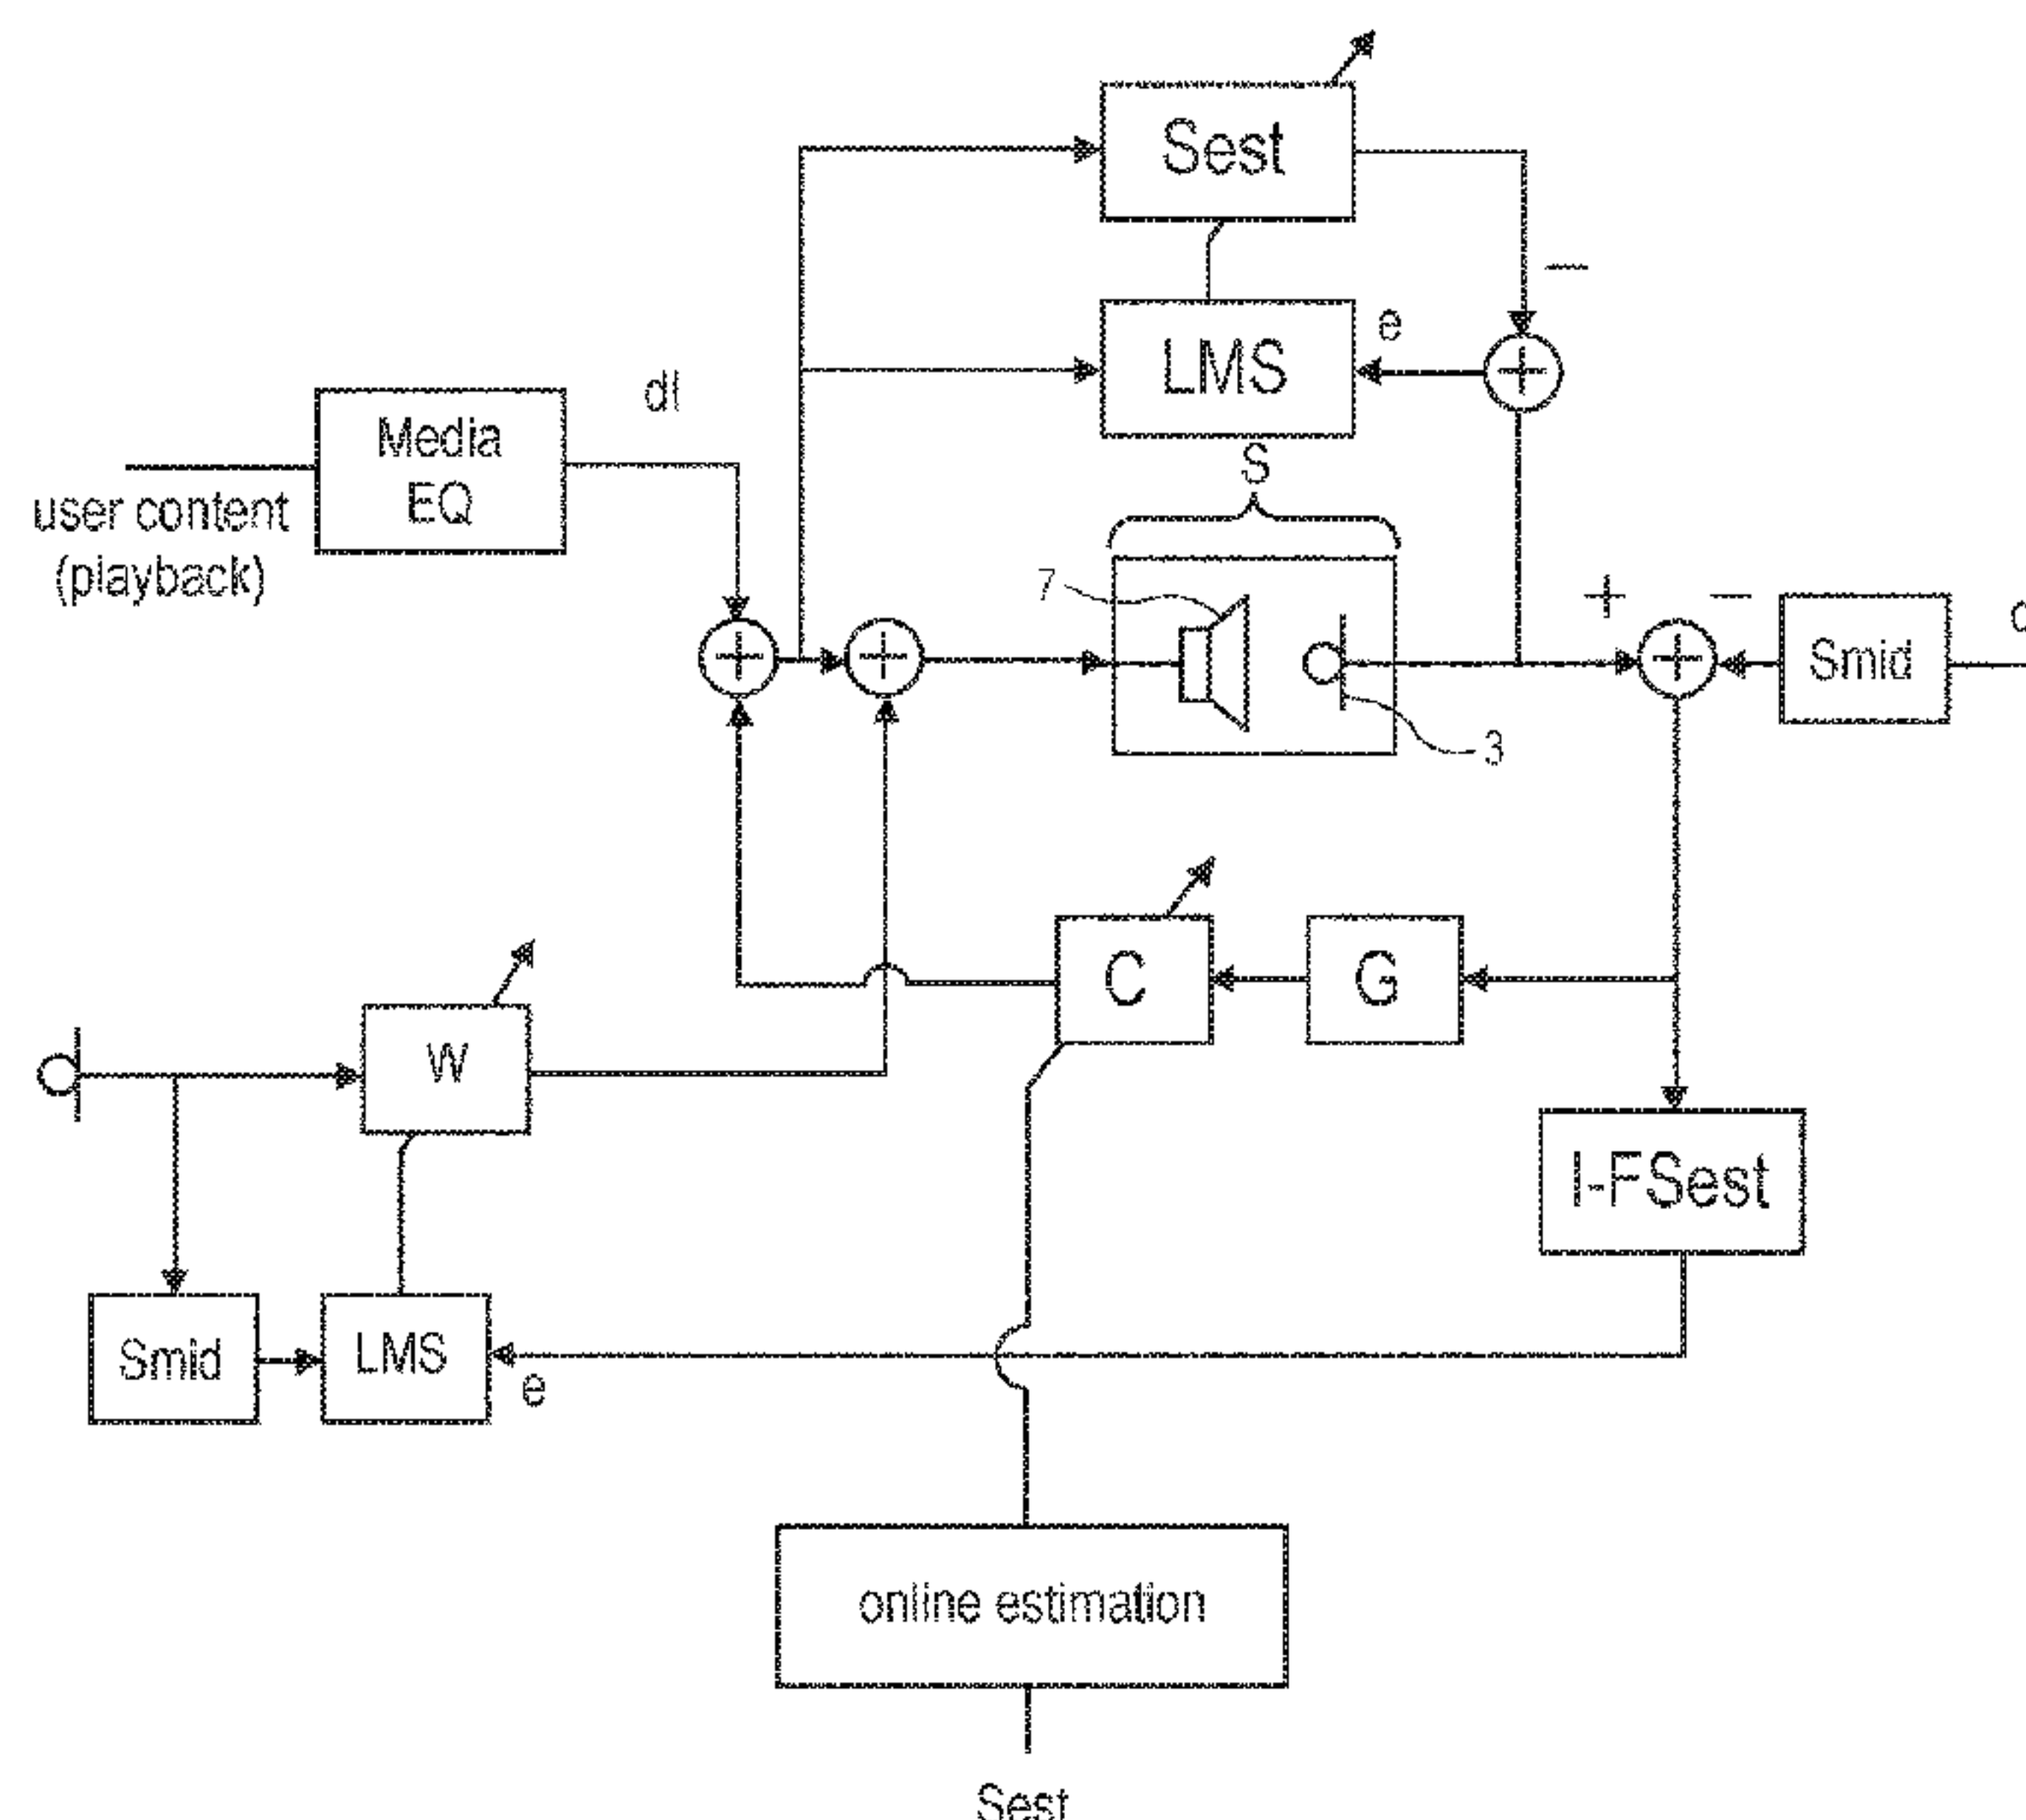 Sest
LMS
e
−
S
dl
Media
EQ
user content
(playback)
7
3
+
−
Smid
C
G
W
I-FSest
Smid
LMS
e
online estimation
Sest